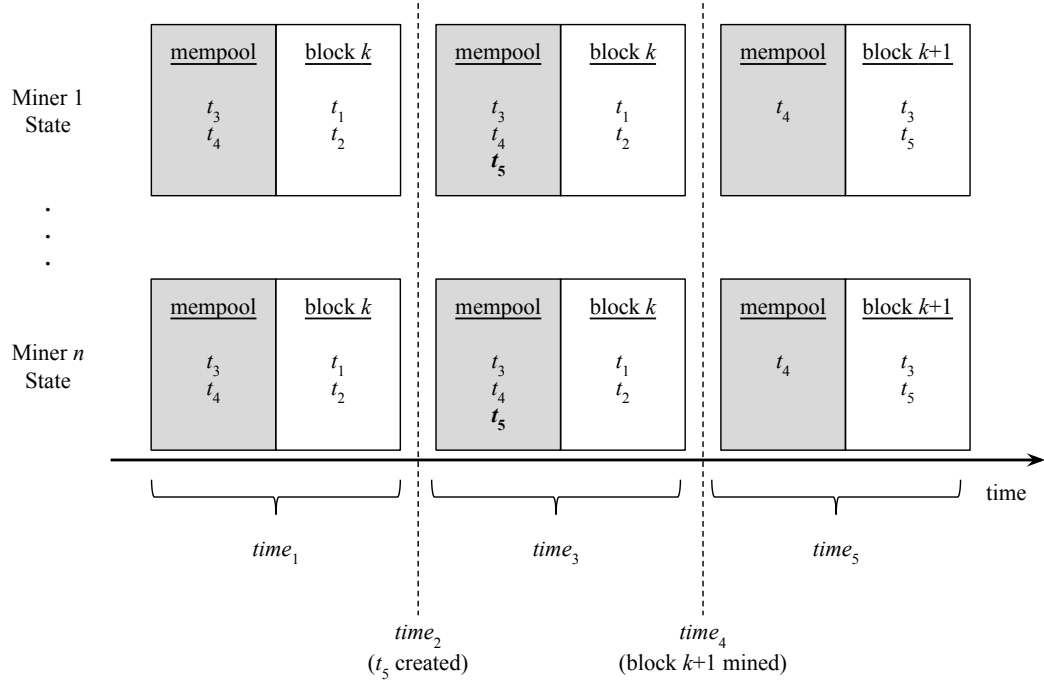 mempool block k mempool block k mempool block k+1
Miner 1
State
t3 t1 t3 t1 t4 t3
t4 t2 t4 t2 t5
t5
.
.
.
mempool block k mempool block k mempool block k+1
Miner n
State
t3 t1 t3 t1 t4 t3
t4 t2 t4 t2 t5
t5
time
time1 time3 time5
time2 time4
(t5 created) (block k+1 mined)